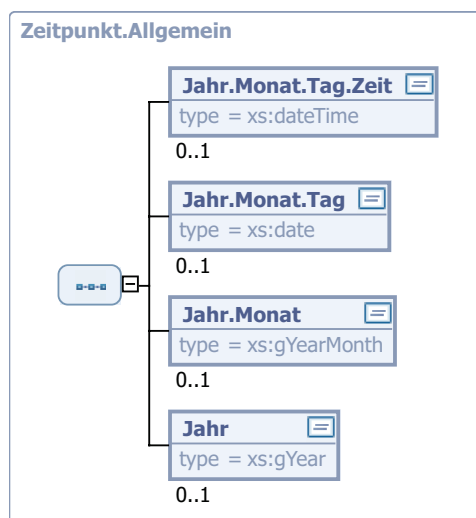 Zeitpunkt.Allgemein
Jahr.Monat.Tag.Zeit
type = xs:dateTime
0..1
Jahr.Monat.Tag
type = xs:date
0..1
Jahr.Monat
type = xs:gYearMonth
0..1
Jahr
type = xs:gYear
0..1